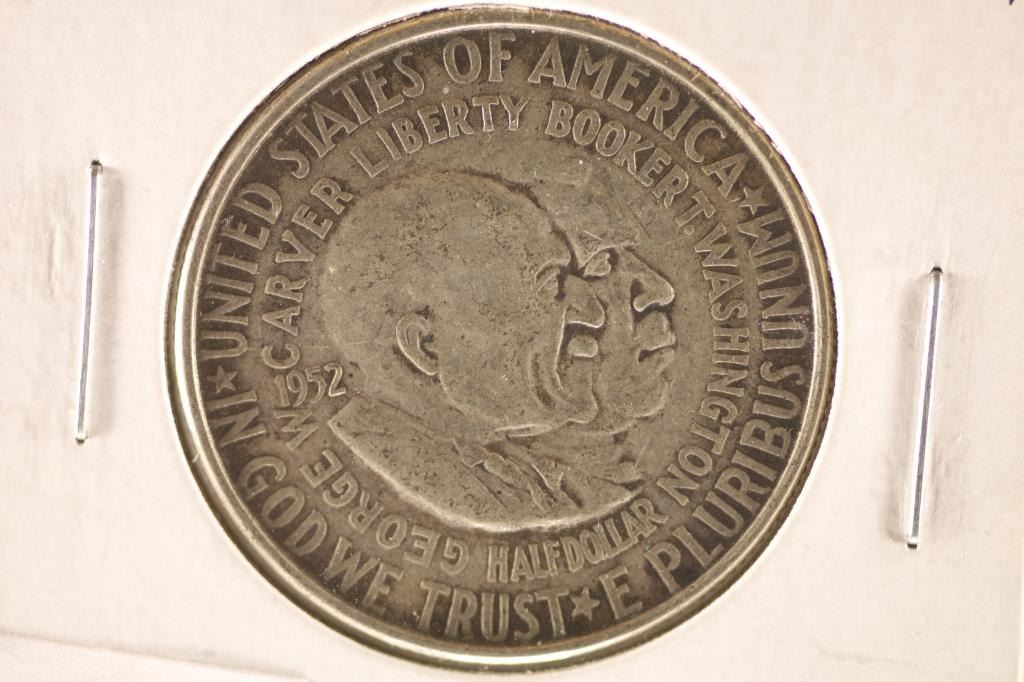 UNITED STATES OF AMERICA
E PLURIBUS UNUM
IN GOD WE TRUST
GEORGE W. CARVER LIBERTY BOOKER T. WASHINGTON
HALF DOLLAR
1952